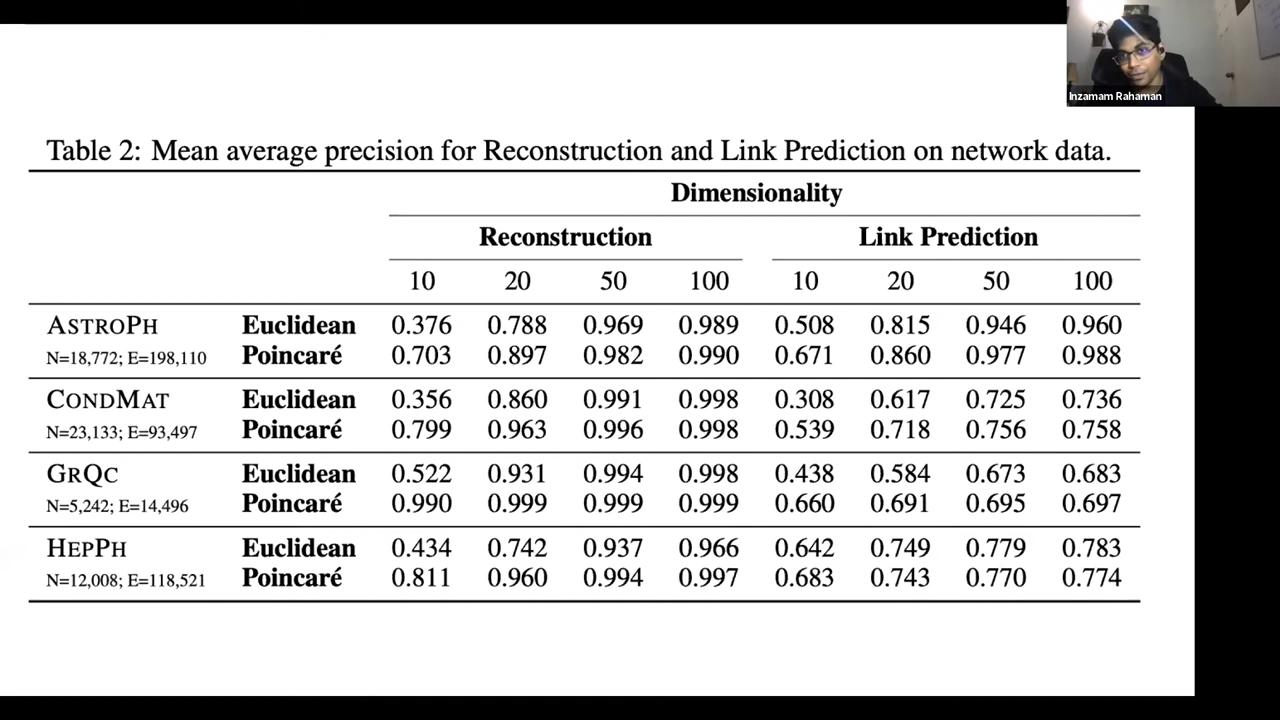 Inzamam Rahaman
Table 2: Mean average precision for Reconstruction and Link Prediction on network data.
Dimensionality
Reconstruction Link Prediction
10 20 50 100 10 20 50 100
ASTROPH Euclidean 0.376 0.788 0.969 0.989 0.508 0.815 0.946 0.960
N=18,772; E=198,110 Poincaré 0.703 0.897 0.982 0.990 0.671 0.860 0.977 0.988
CONDMAT Euclidean 0.356 0.860 0.991 0.998 0.308 0.617 0.725 0.736
N=23,133; E=93,497 Poincaré 0.799 0.963 0.996 0.998 0.539 0.718 0.756 0.758
GRQC Euclidean 0.522 0.931 0.994 0.998 0.438 0.584 0.673 0.683
N=5,242; E=14,496 Poincaré 0.990 0.999 0.999 0.999 0.660 0.691 0.695 0.697
HEPPH Euclidean 0.434 0.742 0.937 0.966 0.642 0.749 0.779 0.783
N=12,008; E=118,521 Poincaré 0.811 0.960 0.994 0.997 0.683 0.743 0.770 0.774